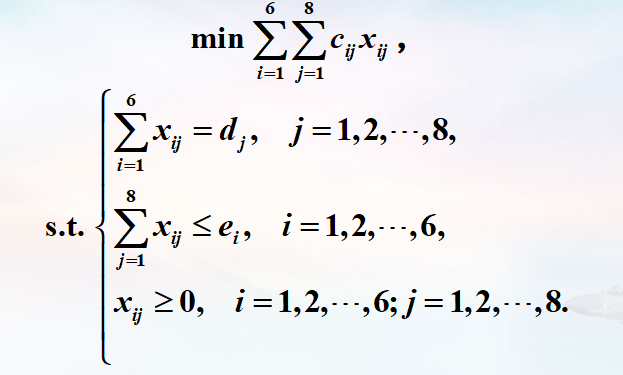 min ∑_{i=1}^{6} ∑_{j=1}^{8} c_{ij} x_{ij} ,
s.t. {
∑_{i=1}^{6} x_{ij} = d_j, j = 1,2,⋯,8,
∑_{j=1}^{8} x_{ij} ≤ e_i, i = 1,2,⋯,6,
x_{ij} ≥ 0, i = 1,2,⋯,6; j = 1,2,⋯,8.